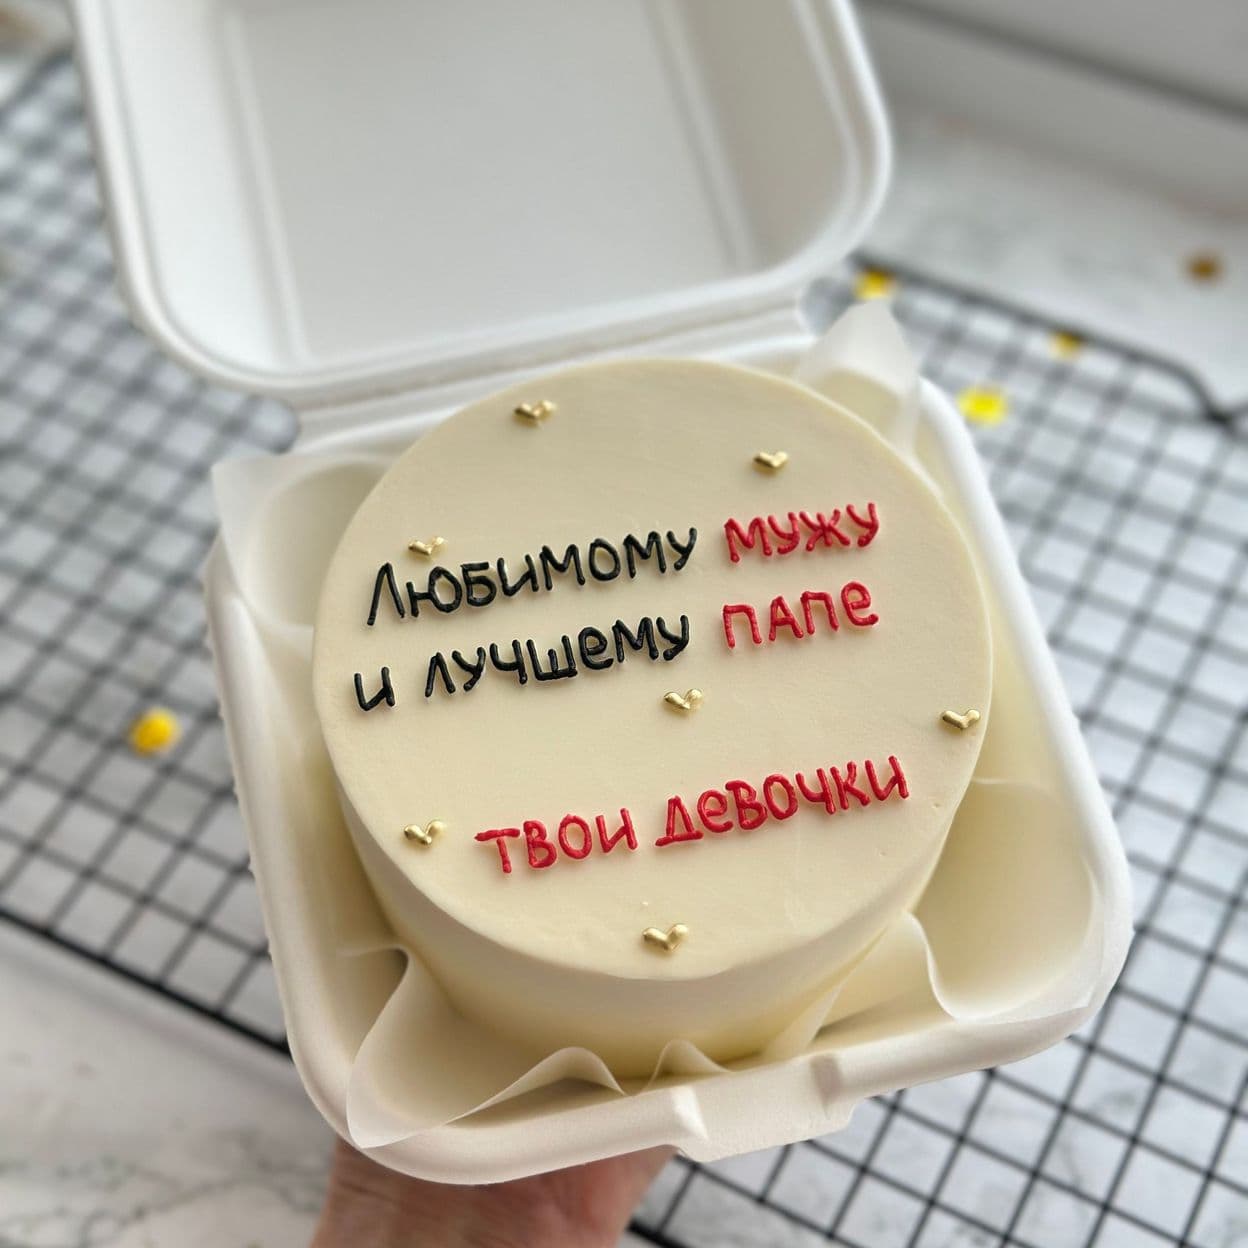 Любимому мужу
и лучшему папе
твои девочки